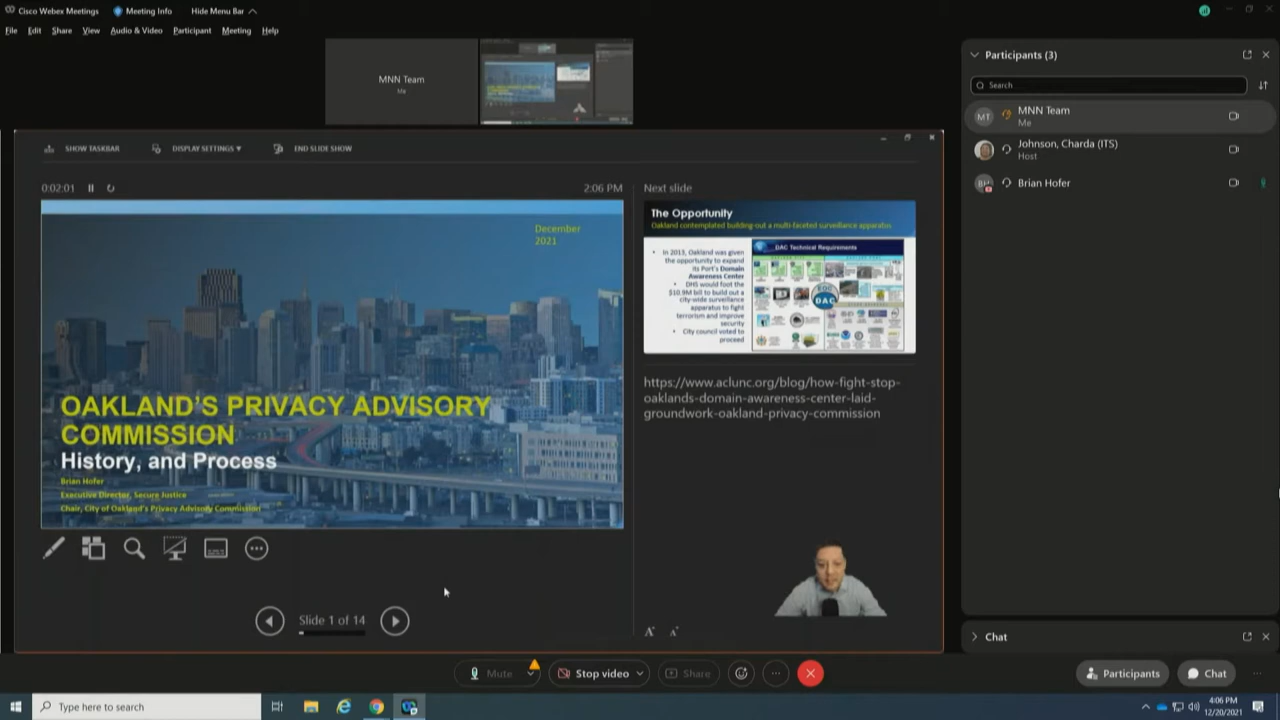 Cisco Webex Meetings
Meeting Info
Hide Menu Bar
File Edit Share View Audio & Video Participant Meeting Help
MNN Team
Me
SHOW TASKBAR
DISPLAY SETTINGS
END SLIDE SHOW
0:02:01
2:06 PM
December
2021
OAKLAND'S PRIVACY ADVISORY
COMMISSION
History, and Process
Brian Hofer
Executive Director, Secure Justice
Chair, City of Oakland's Privacy Advisory Commission
Slide 1 of 14
Next slide
The Opportunity
Oakland contemplated building-out a multi-faceted surveillance apparatus
• In 2013, Oakland was given
the opportunity to expand
its Port's Domain
Awareness Center
• DHS would foot the
$10.9M bill to build out a
city-wide surveillance
apparatus to fight
terrorism and improve
security
• City council voted to
proceed
DAC Technical Requirements
DAC
https://www.aclunc.org/blog/how-fight-stop-
oaklands-domain-awareness-center-laid-
groundwork-oakland-privacy-commission
Participants (3)
Search
MT
MNN Team
Me
Johnson, Charda (ITS)
Host
Brian Hofer
Chat
Mute
Stop video
Share
Participants
Chat
Type here to search
4:06 PM
12/20/2021